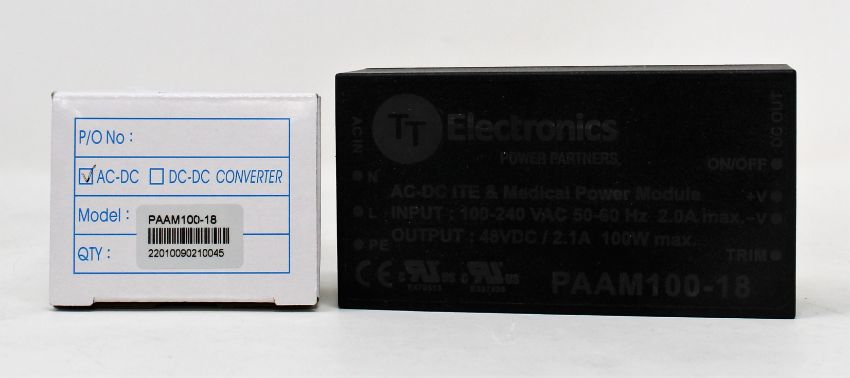 P/O No :
AC-DC DC-DC CONVERTER
Model : PAAM100-18
22010090210045
QTY :
TT Electronics
POWER PARTNERS.
AC IN
DC OUT
ON/OFF
N
AC-DC ITE & Medical Power Module
+V
L
INPUT : 100-240 VAC 50-60 Hz 2.0A max.
-V
PE
OUTPUT : 48VDC / 2.1A 100W max.
TRIM
CE
PAAM100-18